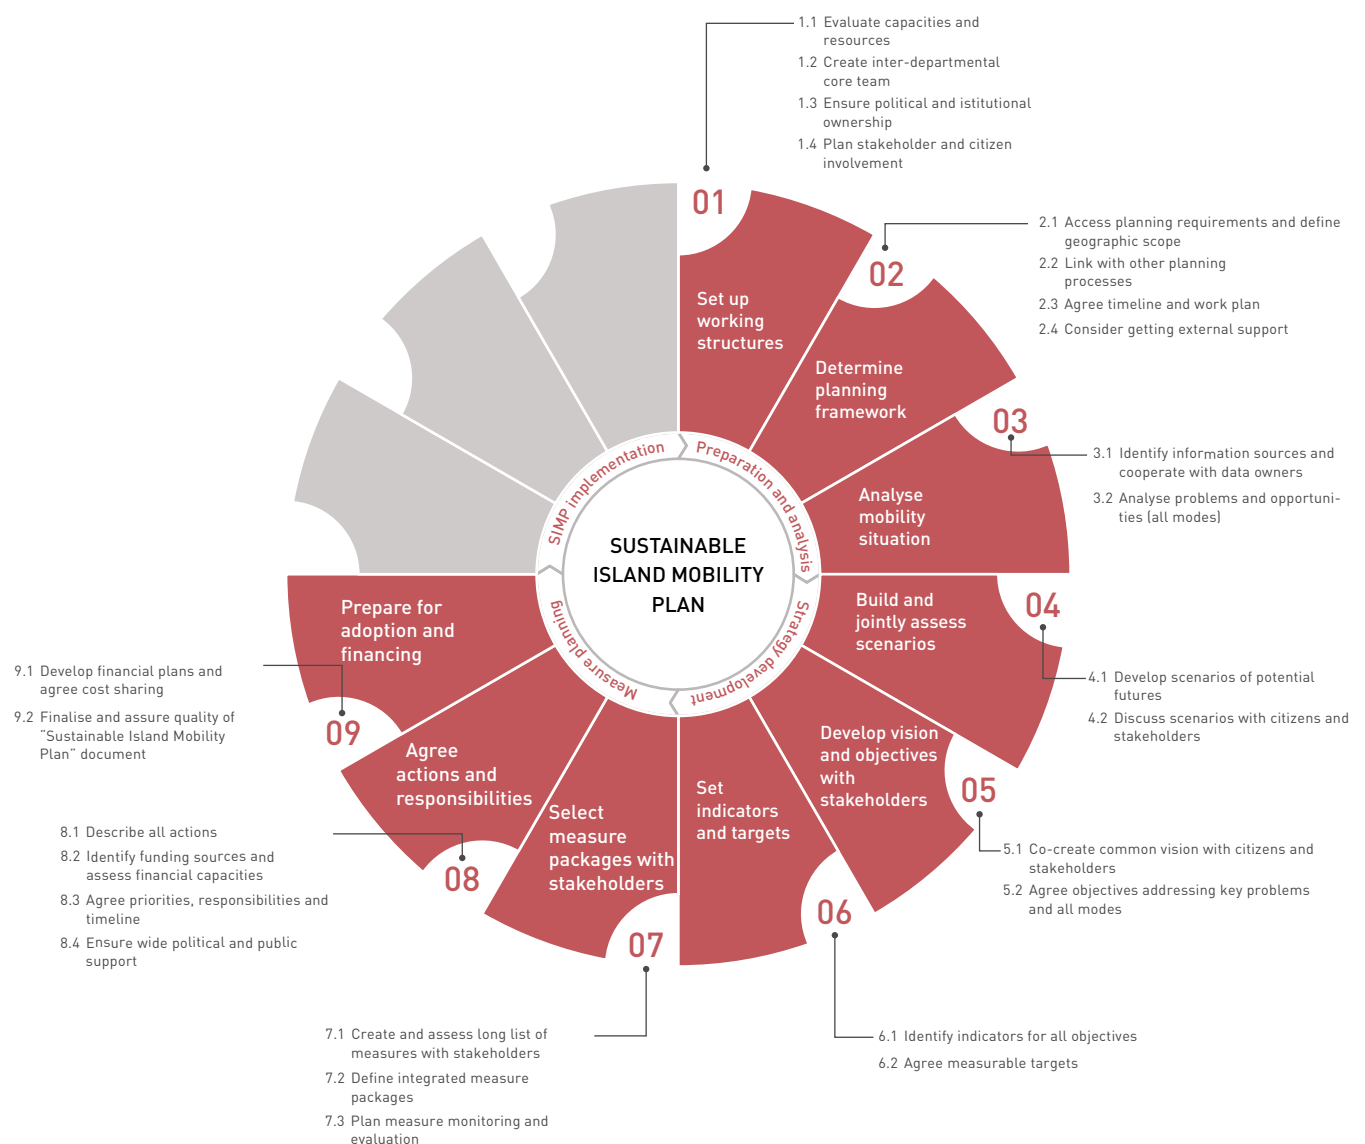 SUSTAINABLE
ISLAND MOBILITY
PLAN
Preparation and analysis
Strategy development
Measure planning
SIMP implementation
01
Set up
working
structures
1.1 Evaluate capacities and
resources
1.2 Create inter-departmental
core team
1.3 Ensure political and istitutional
ownership
1.4 Plan stakeholder and citizen
involvement
02
Determine
planning
framework
2.1 Access planning requirements and define
geographic scope
2.2 Link with other planning
processes
2.3 Agree timeline and work plan
2.4 Consider getting external support
03
Analyse
mobility
situation
3.1 Identify information sources and
cooperate with data owners
3.2 Analyse problems and opportuni-
ties (all modes)
04
Build and
jointly assess
scenarios
4.1 Develop scenarios of potential
futures
4.2 Discuss scenarios with citizens and
stakeholders
05
Develop vision
and objectives
with
stakeholders
5.1 Co-create common vision with citizens and
stakeholders
5.2 Agree objectives addressing key problems
and all modes
06
Set
indicators
and targets
6.1 Identify indicators for all objectives
6.2 Agree measurable targets
07
Select
measure
packages with
stakeholders
7.1 Create and assess long list of
measures with stakeholders
7.2 Define integrated measure
packages
7.3 Plan measure monitoring and
evaluation
08
Agree
actions and
responsibilities
8.1 Describe all actions
8.2 Identify funding sources and
assess financial capacities
8.3 Agree priorities, responsibilities and
timeline
8.4 Ensure wide political and public
support
09
Prepare for
adoption and
financing
9.1 Develop financial plans and
agree cost sharing
9.2 Finalise and assure quality of
"Sustainable Island Mobility
Plan" document